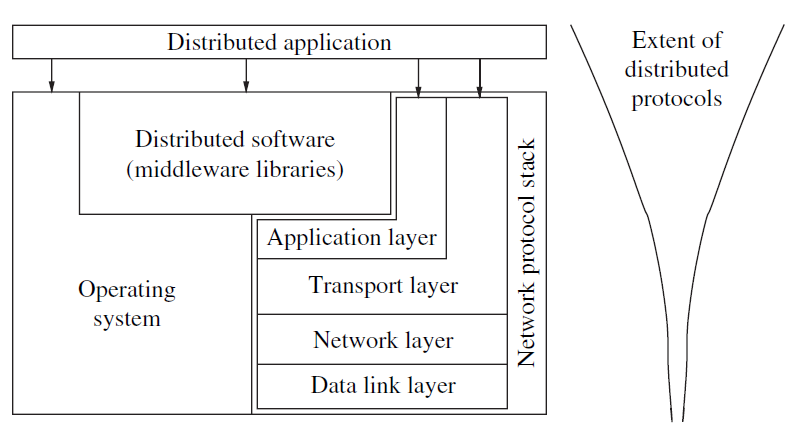 Distributed application
Extent of
distributed
protocols
Distributed software
(middleware libraries)
Network protocol stack
Application layer
Operating
system
Transport layer
Network layer
Data link layer